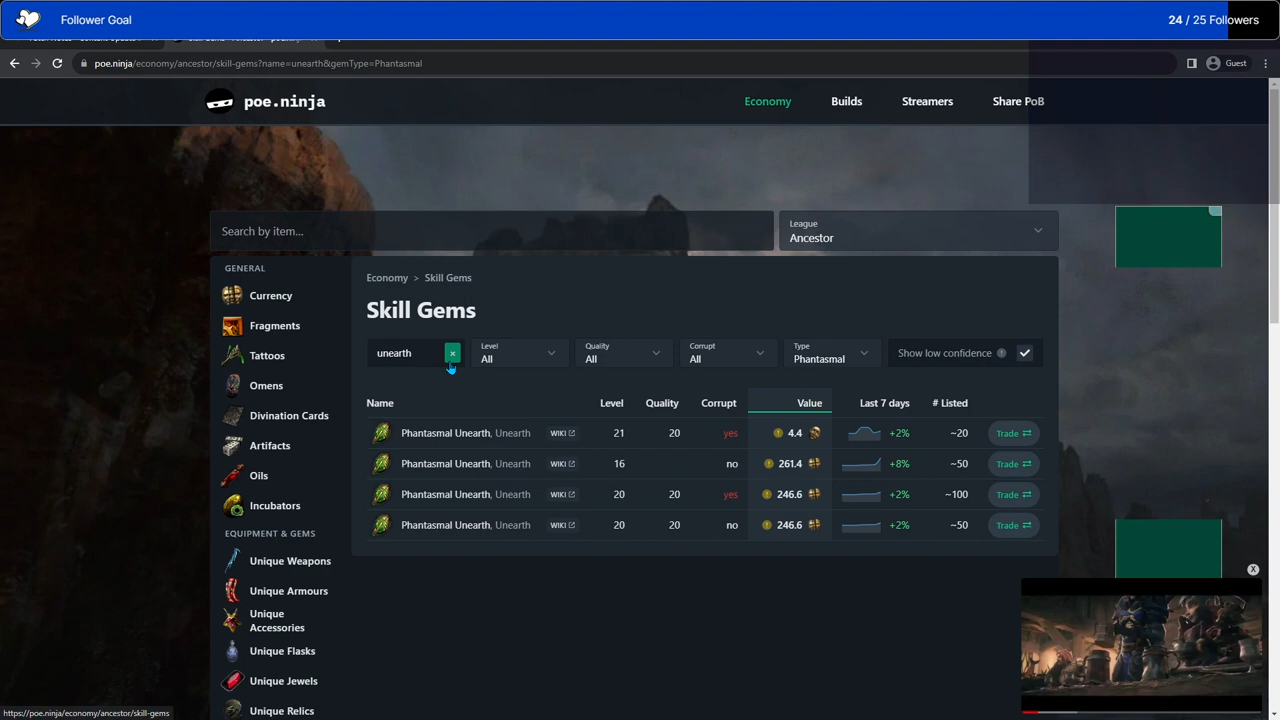 Follower Goal
24 / 25 Followers
poe.ninja/economy/ancestor/skill-gems?name=unearth&gemType=Phantasmal
Guest
poe.ninja
Economy
Builds
Streamers
Share PoB
Search by item...
League
Ancestor
GENERAL
Currency
Fragments
Tattoos
Omens
Divination Cards
Artifacts
Oils
Incubators
EQUIPMENT & GEMS
Unique Weapons
Unique Armours
Unique
Accessories
Unique Flasks
Unique Jewels
Unique Relics
Economy > Skill Gems
Skill Gems
unearth ×
Level
All
Quality
All
Corrupt
All
Type
Phantasmal
Show low confidence
Name Level Quality Corrupt Value Last 7 days # Listed
Phantasmal Unearth, Unearth WIKI 21 20 yes 4.4 +2% ~20 Trade
Phantasmal Unearth, Unearth WIKI 16 no 261.4 +8% ~50 Trade
Phantasmal Unearth, Unearth WIKI 20 20 yes 246.6 +2% ~100 Trade
Phantasmal Unearth, Unearth WIKI 20 20 no 246.6 +2% ~50 Trade
X
https://poe.ninja/economy/ancestor/skill-gems